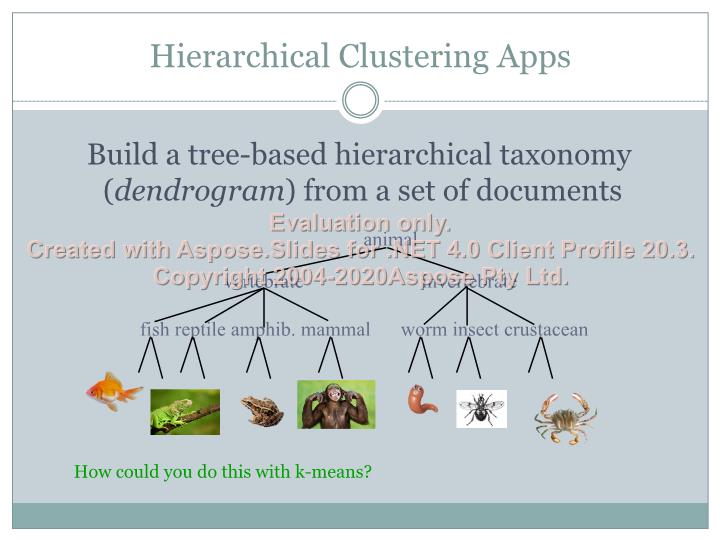 Hierarchical Clustering Apps
Build a tree-based hierarchical taxonomy
(dendrogram) from a set of documents
Evaluation only.
animal
Created with Aspose.Slides for .NET 4.0 Client Profile 20.3.
Copyright 2004-2020Aspose Pty Ltd.
vertebrate invertebrate
fish reptile amphib. mammal worm insect crustacean
How could you do this with k-means?